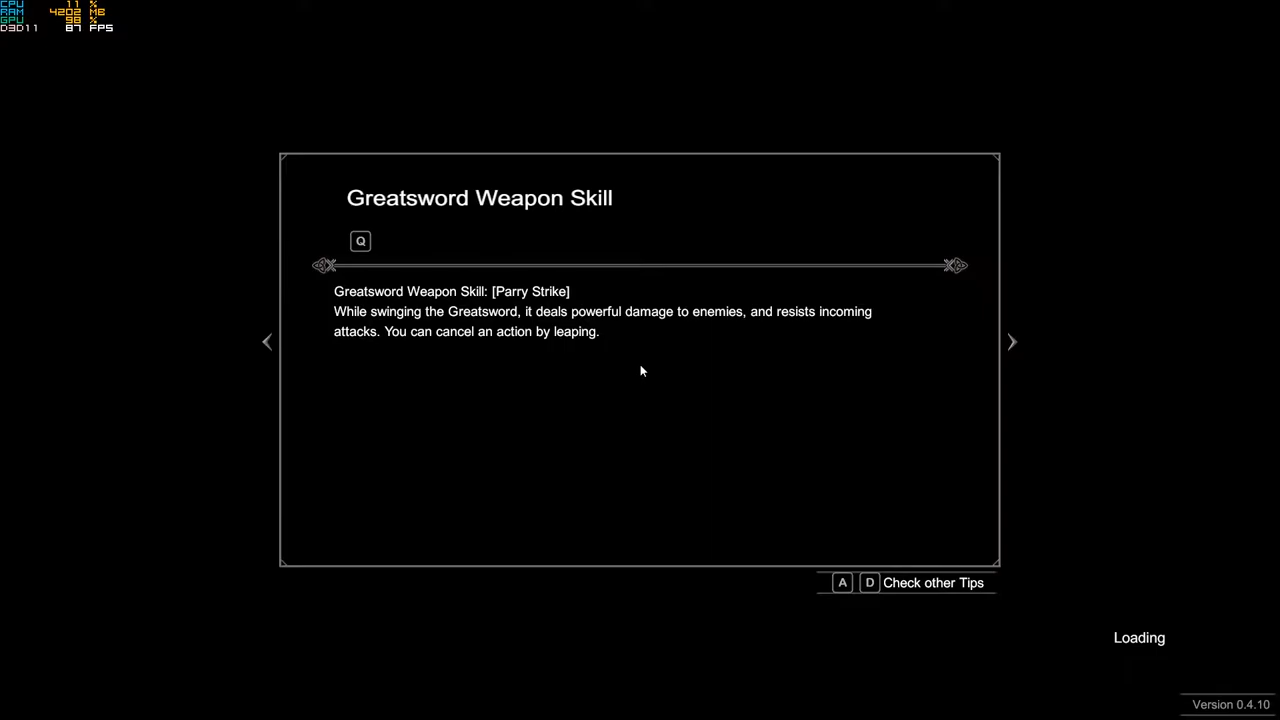 CPU 11 %
RAM 4202 MB
GPU 98 %
D3D11 87 FPS
Greatsword Weapon Skill
Q
Greatsword Weapon Skill: [Parry Strike]
While swinging the Greatsword, it deals powerful damage to enemies, and resists incoming
attacks. You can cancel an action by leaping.
A D Check other Tips
Loading
Version 0.4.10